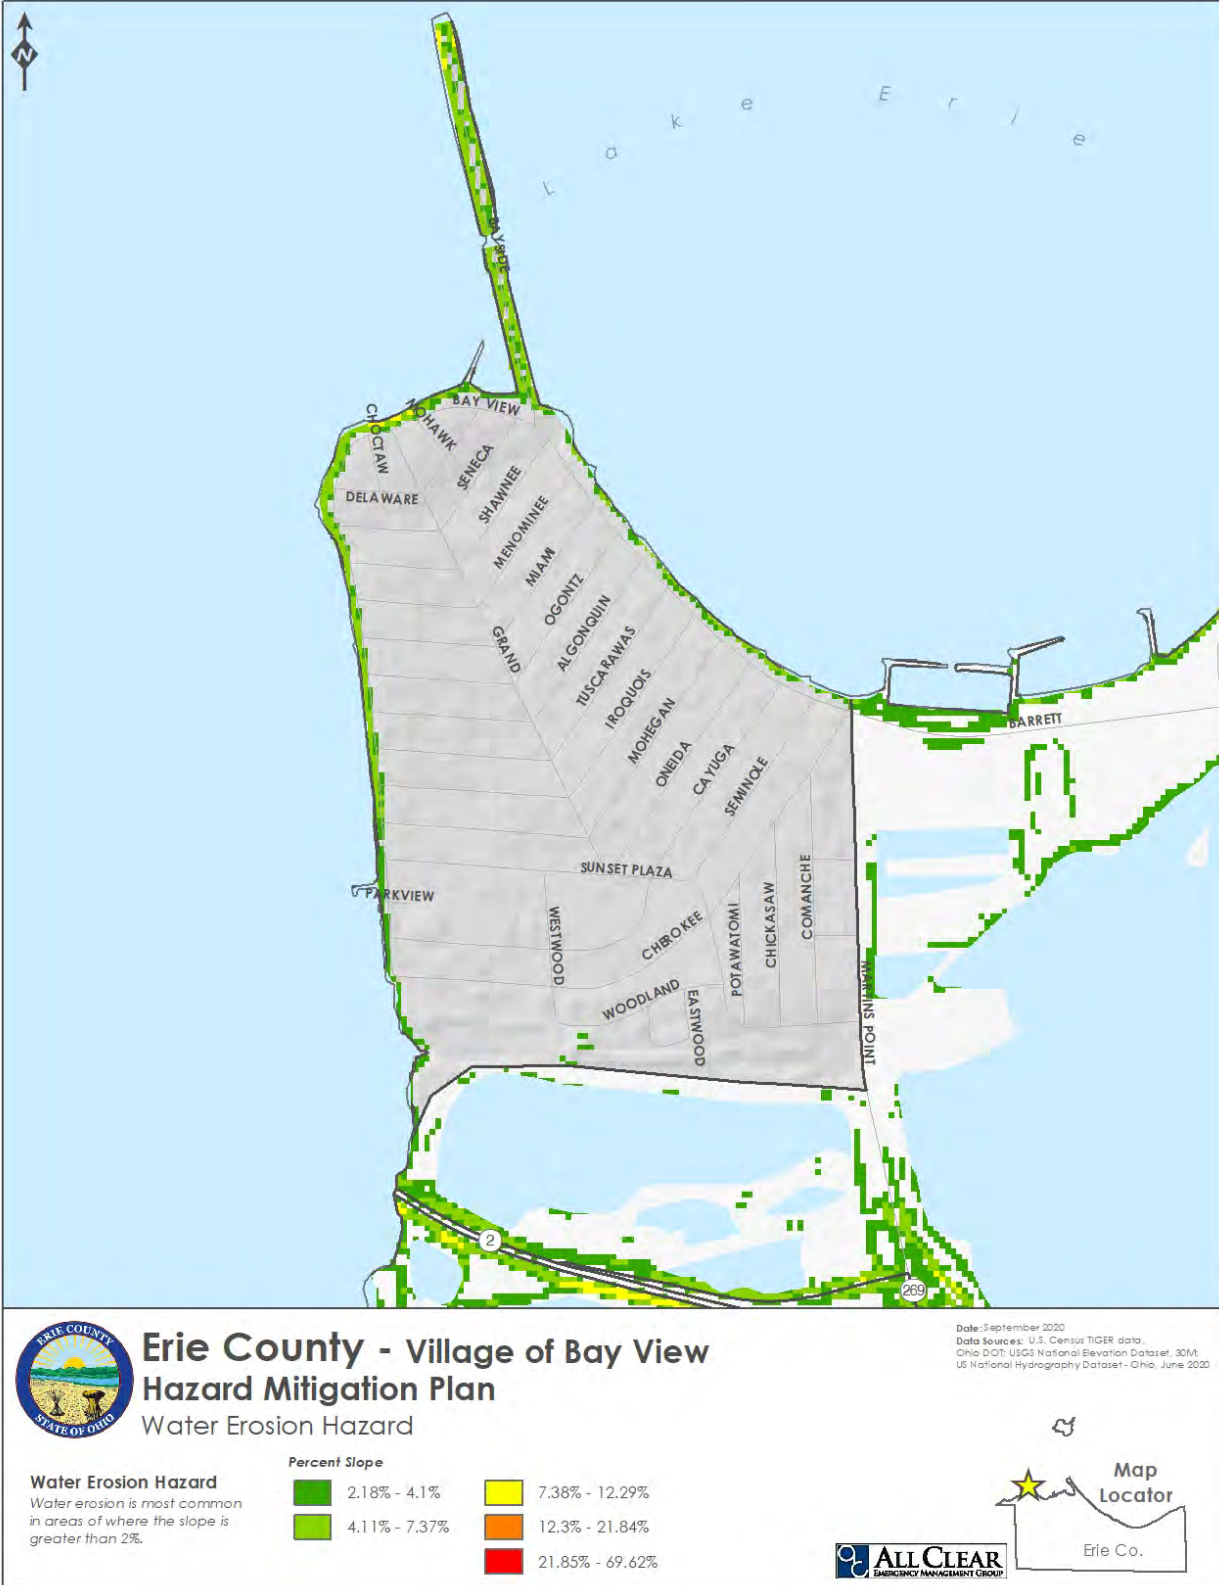 N
Lake Erie
BAYSIDE
BAY VIEW
CHOCTAW
MOHAWK
SENECA
DELAWARE
SHAWNEE
MENOMINEE
MIAMI
OGONTZ
ALGONQUIN
GRAND
TUSCARAWAS
IROQUOIS
MOHEGAN
BARRETT
ONEIDA
CAYUGA
SEMINOLE
SUNSET PLAZA
PARKVIEW
WESTWOOD
CHEROKEE
POTAWATOMI
CHICKASAW
COMANCHE
WOODLAND
EASTWOOD
MARTINS POINT
2
269
ERIE COUNTY
STATE OF OHIO
Erie County - Village of Bay View
Hazard Mitigation Plan
Water Erosion Hazard
Date: September 2020
Data Sources: U.S. Census TIGER data,
Ohio DOT; USGS National Elevation Dataset, 30M;
US National Hydrography Dataset - Ohio, June 2020
Water Erosion Hazard
Water erosion is most common
in areas of where the slope is
greater than 2%.
Percent Slope
2.18% - 4.1%
4.11% - 7.37%
7.38% - 12.29%
12.3% - 21.84%
21.85% - 69.62%
Map
Locator
Erie Co.
ALL CLEAR
EMERGENCY MANAGEMENT GROUP